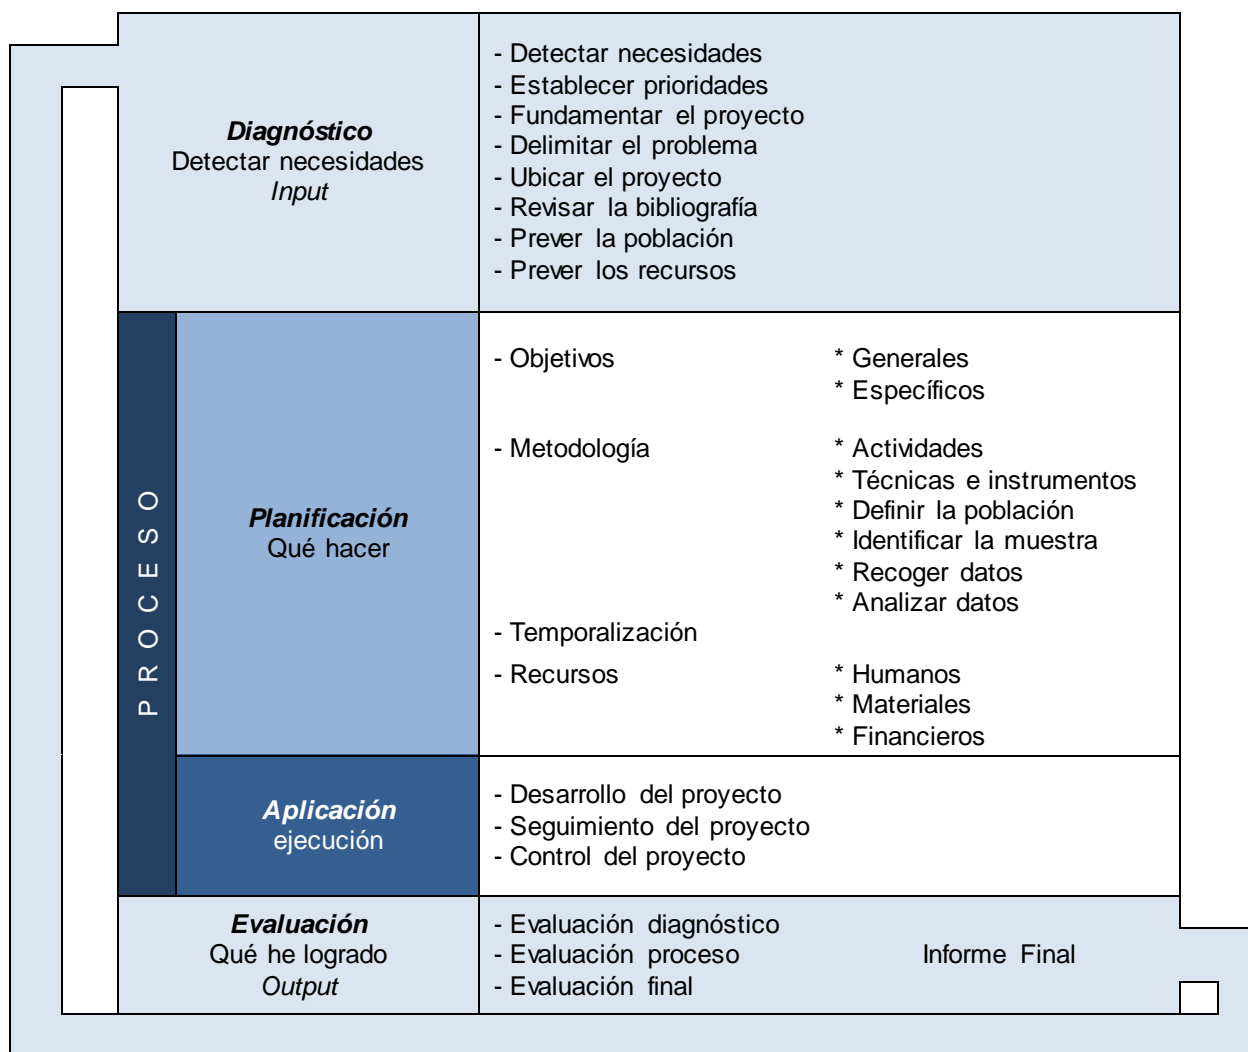 Diagnóstico
Detectar necesidades
Input
- Detectar necesidades
- Establecer prioridades
- Fundamentar el proyecto
- Delimitar el problema
- Ubicar el proyecto
- Revisar la bibliografía
- Prever la población
- Prever los recursos
PROCESO
Planificación
Qué hacer
- Objetivos
* Generales
* Específicos
- Metodología
* Actividades
* Técnicas e instrumentos
* Definir la población
* Identificar la muestra
* Recoger datos
* Analizar datos
- Temporalización
- Recursos
* Humanos
* Materiales
* Financieros
Aplicación
ejecución
- Desarrollo del proyecto
- Seguimiento del proyecto
- Control del proyecto
Evaluación
Qué he logrado
Output
- Evaluación diagnóstico
- Evaluación proceso
- Evaluación final
Informe Final